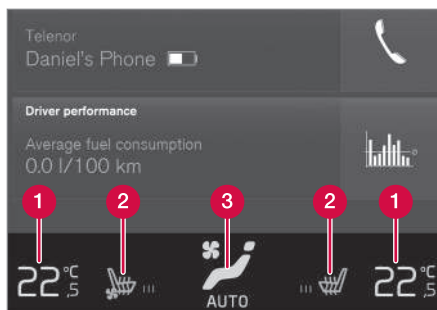 Telenor
Daniel's Phone
Driver performance
Average fuel consumption
0.0 l/100 km
1 2 3 2 1
22°C,5 22°C,5
AUTO